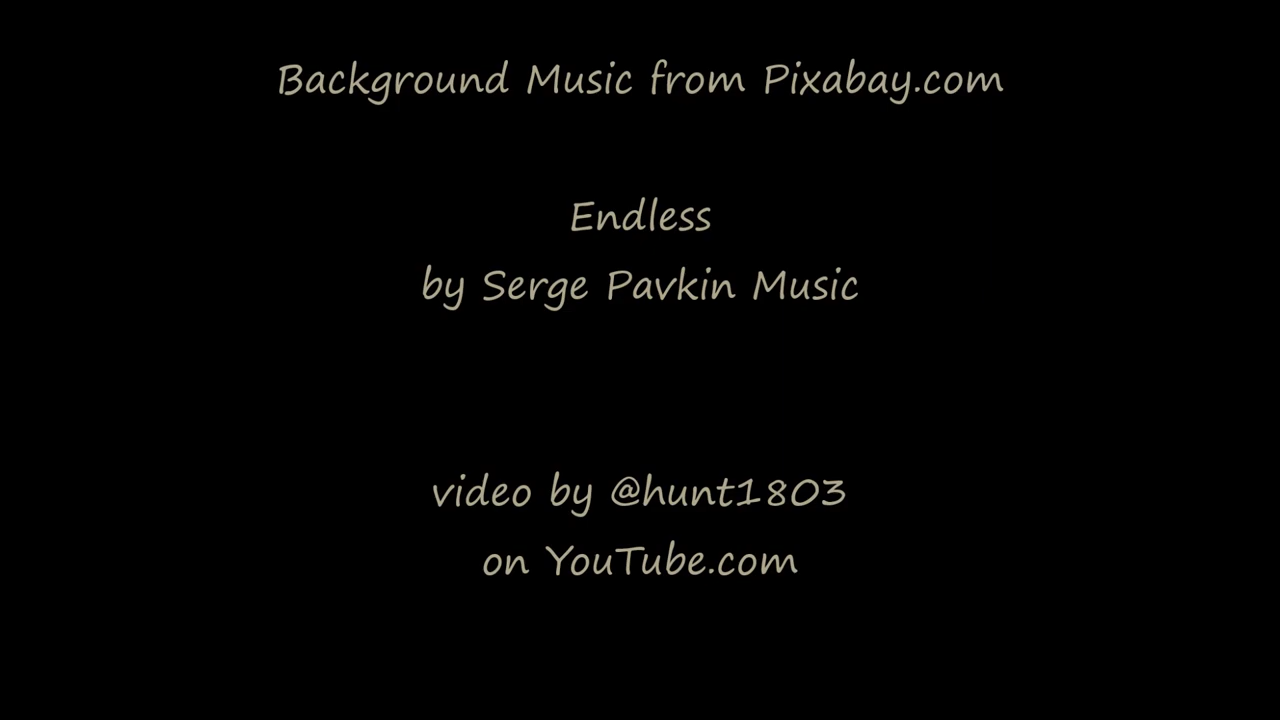 Background Music from Pixabay.com
Endless
by Serge Pavkin Music
video by @hunt1803
on YouTube.com